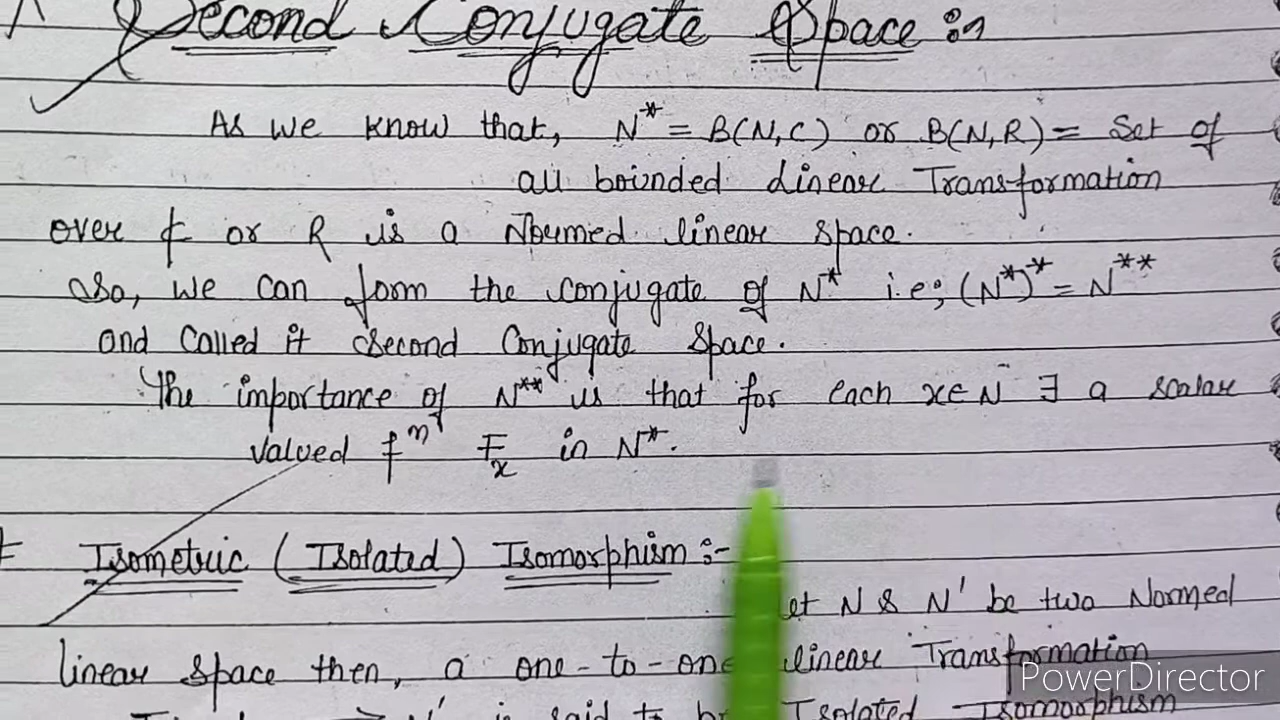 Second Conjugate Space :-
As we know that, N* = B(N,C) or B(N,R) = Set of
all bounded Linear Transformation
over ₵ or R is a Normed linear space.
So, we can form the conjugate of N* i.e; (N*)* = N**
and called it Second Conjugate Space.
The importance of N** is that for each x∈N ∃ a scalar
valued fⁿ Fₓ in N*.
Isometric (Isolated) Isomorphism :-
Let N & N' be two Normed
linear space then, a one-to-one linear Transformation
N' is said to be Isolated Isomorphism
PowerDirector